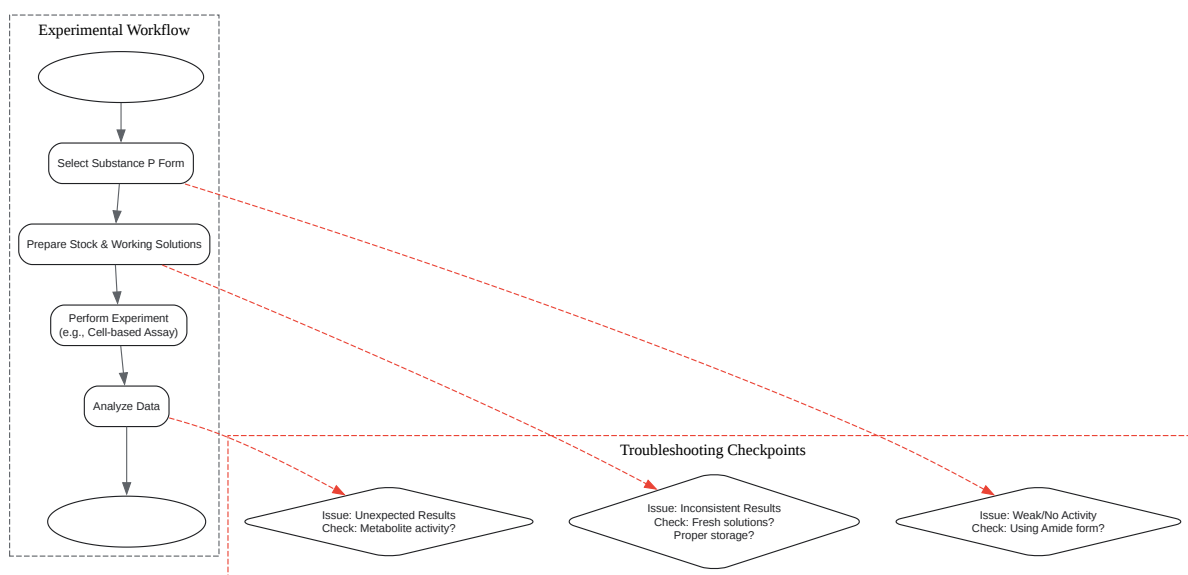 Experimental Workflow
Select Substance P Form
Prepare Stock & Working Solutions
Perform Experiment
(e.g., Cell-based Assay)
Analyze Data
Troubleshooting Checkpoints
Issue: Unexpected Results
Check: Metabolite activity?
Issue: Inconsistent Results
Check: Fresh solutions?
Proper storage?
Issue: Weak/No Activity
Check: Using Amide form?